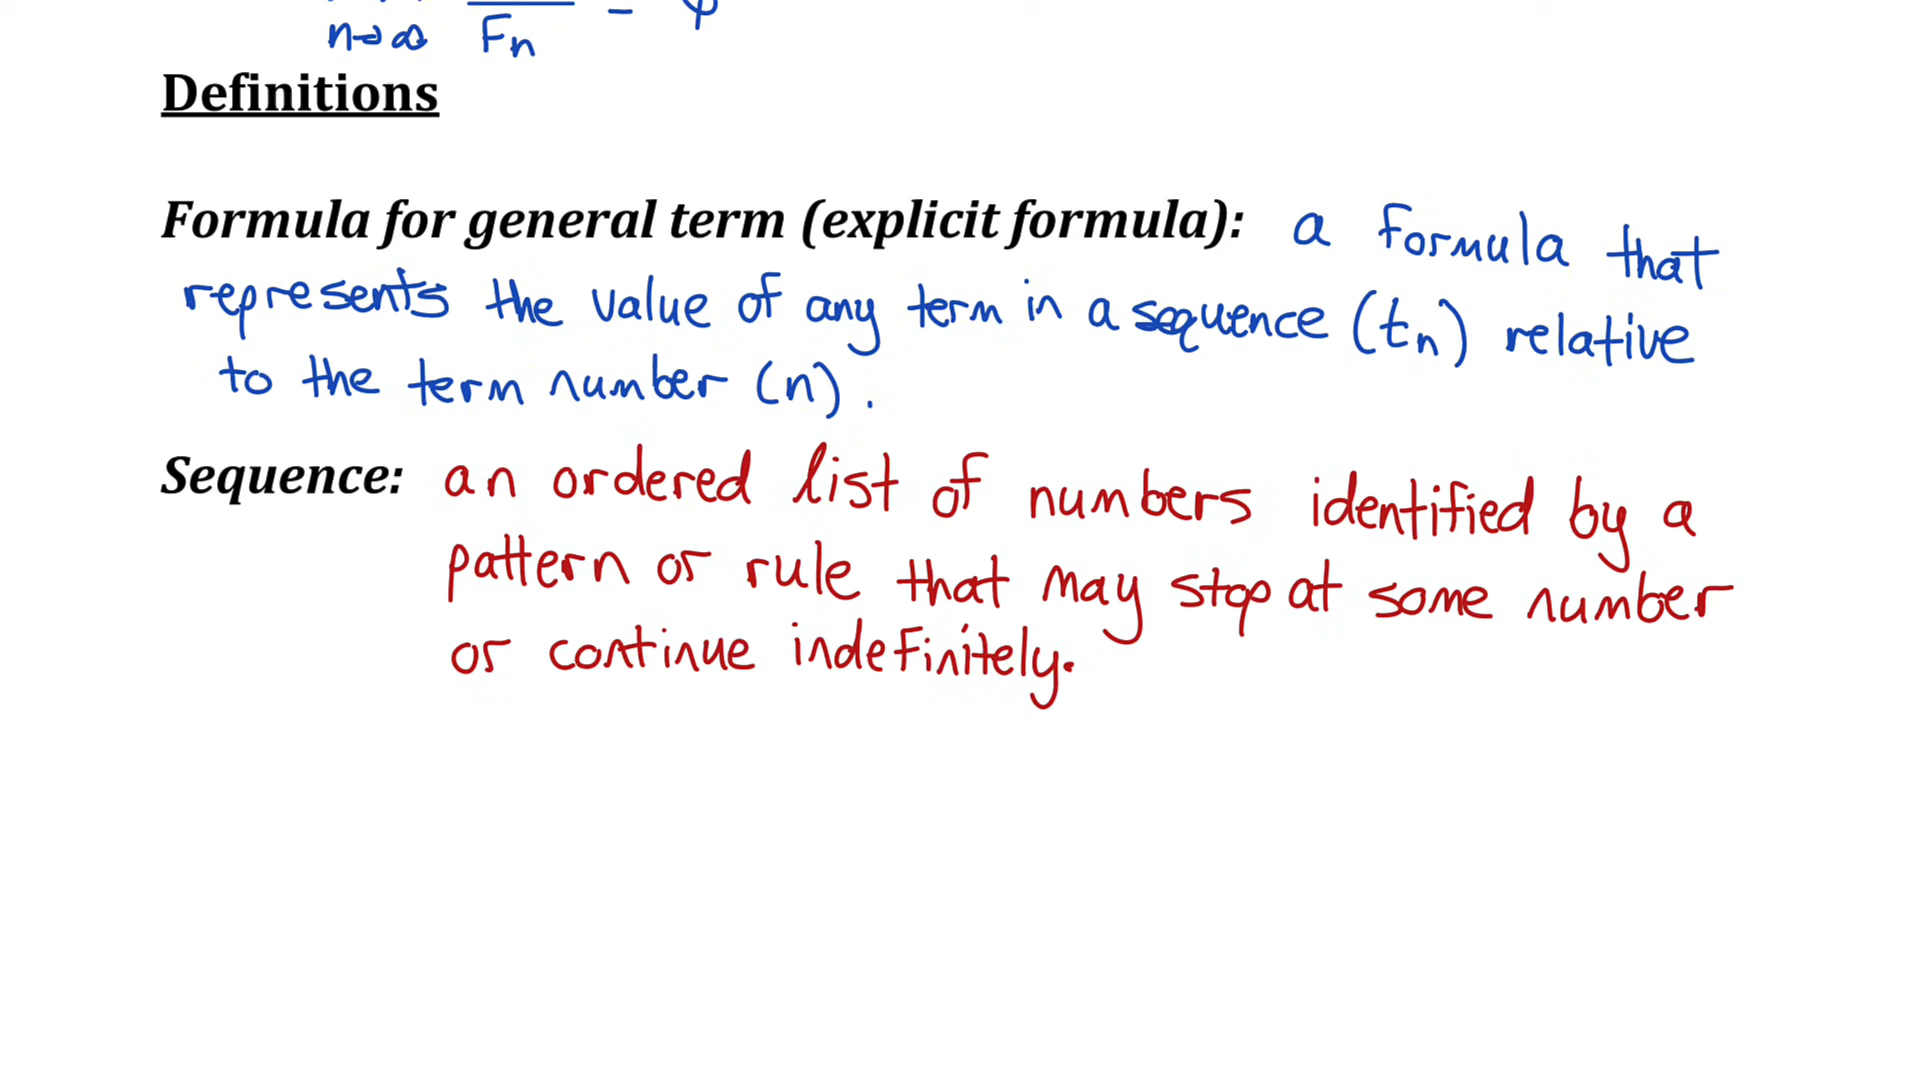 n→∞ Fn = φ
Definitions
Formula for general term (explicit formula): a formula that
represents the value of any term in a sequence (tn) relative
to the term number (n).
Sequence: an ordered list of numbers identified by a
pattern or rule that may stop at some number
or continue indefinitely.